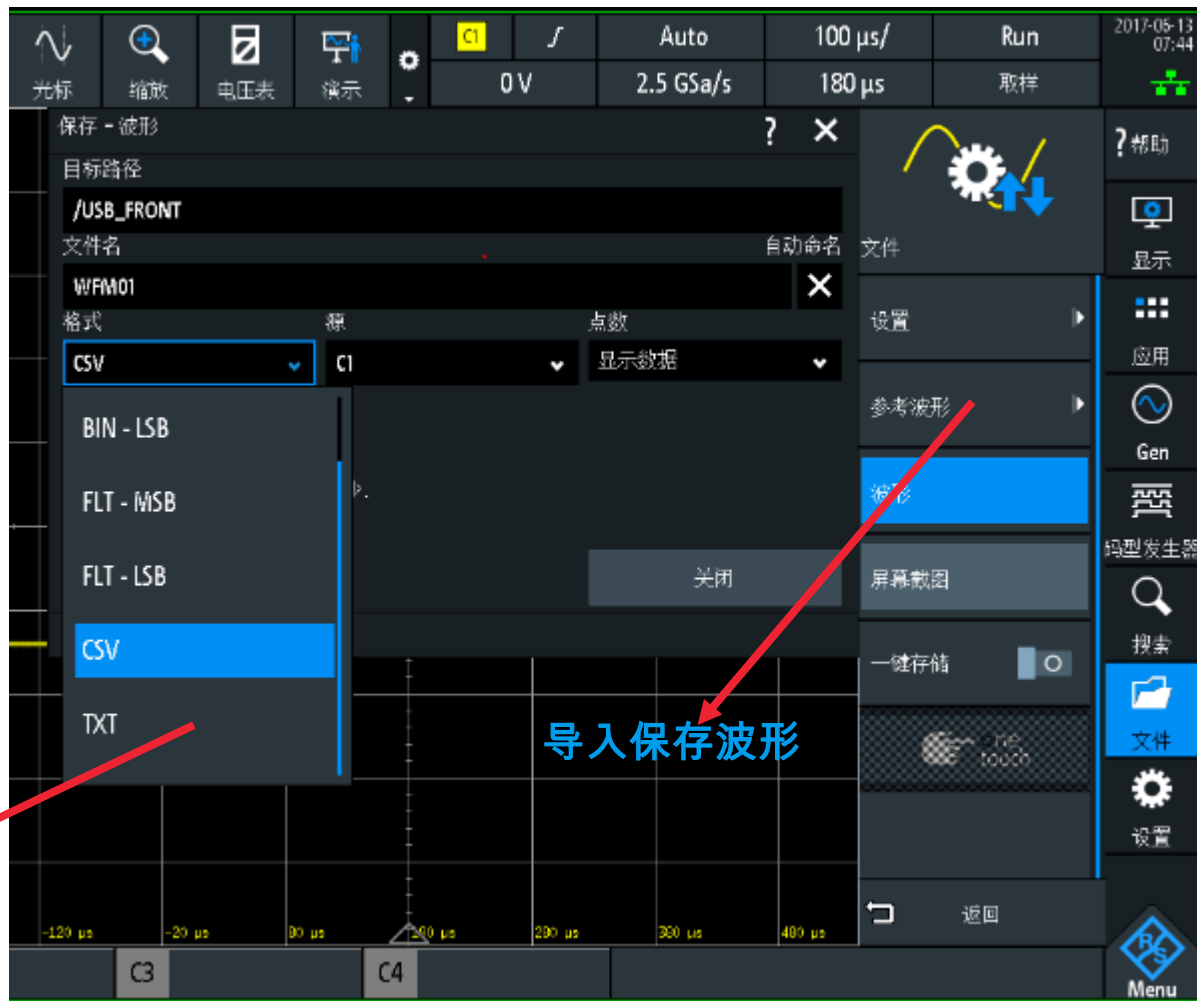 C1
Auto
100 µs/
Run
2017-05-13
07:44
光标
缩放
电压表
演示
0 V
2.5 GSa/s
180 µs
取样
保存 - 波形
?
✕
?帮助
目标路径
/USB_FRONT
文件名
自动命名
文件
显示
WFM01
格式
源
点数
设置
CSV
C1
显示数据
应用
BIN - LSB
参考波形
Gen
FLT - MSB
波形
码型发生器
FLT - LSB
关闭
屏幕截图
CSV
搜索
一键存储
TXT
导入保存波形
one
touch
文件
设置
返回
-120 µs
-20 µs
80 µs
180 µs
280 µs
380 µs
480 µs
C3
C4
R&S
Menu